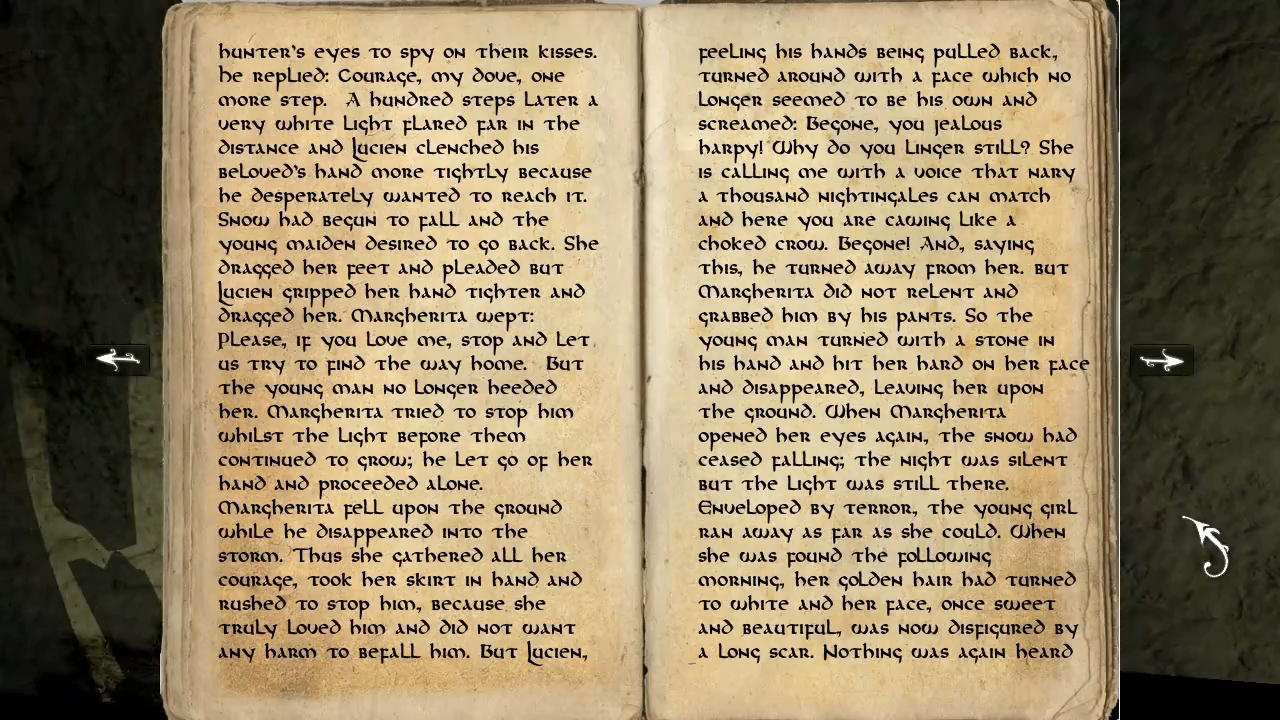 hunter's eyes to spy on their kisses.
He replied: Courage, my dove, one
more step.  A hundred steps later a
very white light flared far in the
distance and Lucien clenched his
beloved's hand more tightly because
he desperately wanted to reach it.
Snow had begun to fall and the
young maiden desired to go back. She
dragged her feet and pleaded but
Lucien gripped her hand tighter and
dragged her. Margherita wept:
Please, if you love me, stop and let
us try to find the way home.  But
the young man no longer heeded
her. Margherita tried to stop him
whilst the light before them
continued to grow; he let go of her
hand and proceeded alone.
Margherita fell upon the ground
while he disappeared into the
storm. Thus she gathered all her
courage, took her skirt in hand and
rushed to stop him, because she
truly loved him and did not want
any harm to befall him. But Lucien,
feeling his hands being pulled back,
turned around with a face which no
longer seemed to be his own and
screamed: Begone, you jealous
harpy! Why do you linger still? She
is calling me with a voice that nary
a thousand nightingales can match
and here you are cawing like a
choked crow. Begone! And, saying
this, he turned away from her. But
Margherita did not relent and
grabbed him by his pants. So the
young man turned with a stone in
his hand and hit her hard on her face
and disappeared, leaving her upon
the ground. When Margherita
opened her eyes again, the snow had
ceased falling; the night was silent
but the light was still there.
Enveloped by terror, the young girl
ran away as far as she could. When
she was found the following
morning, her golden hair had turned
to white and her face, once sweet
and beautiful, was now disfigured by
a long scar. Nothing was again heard